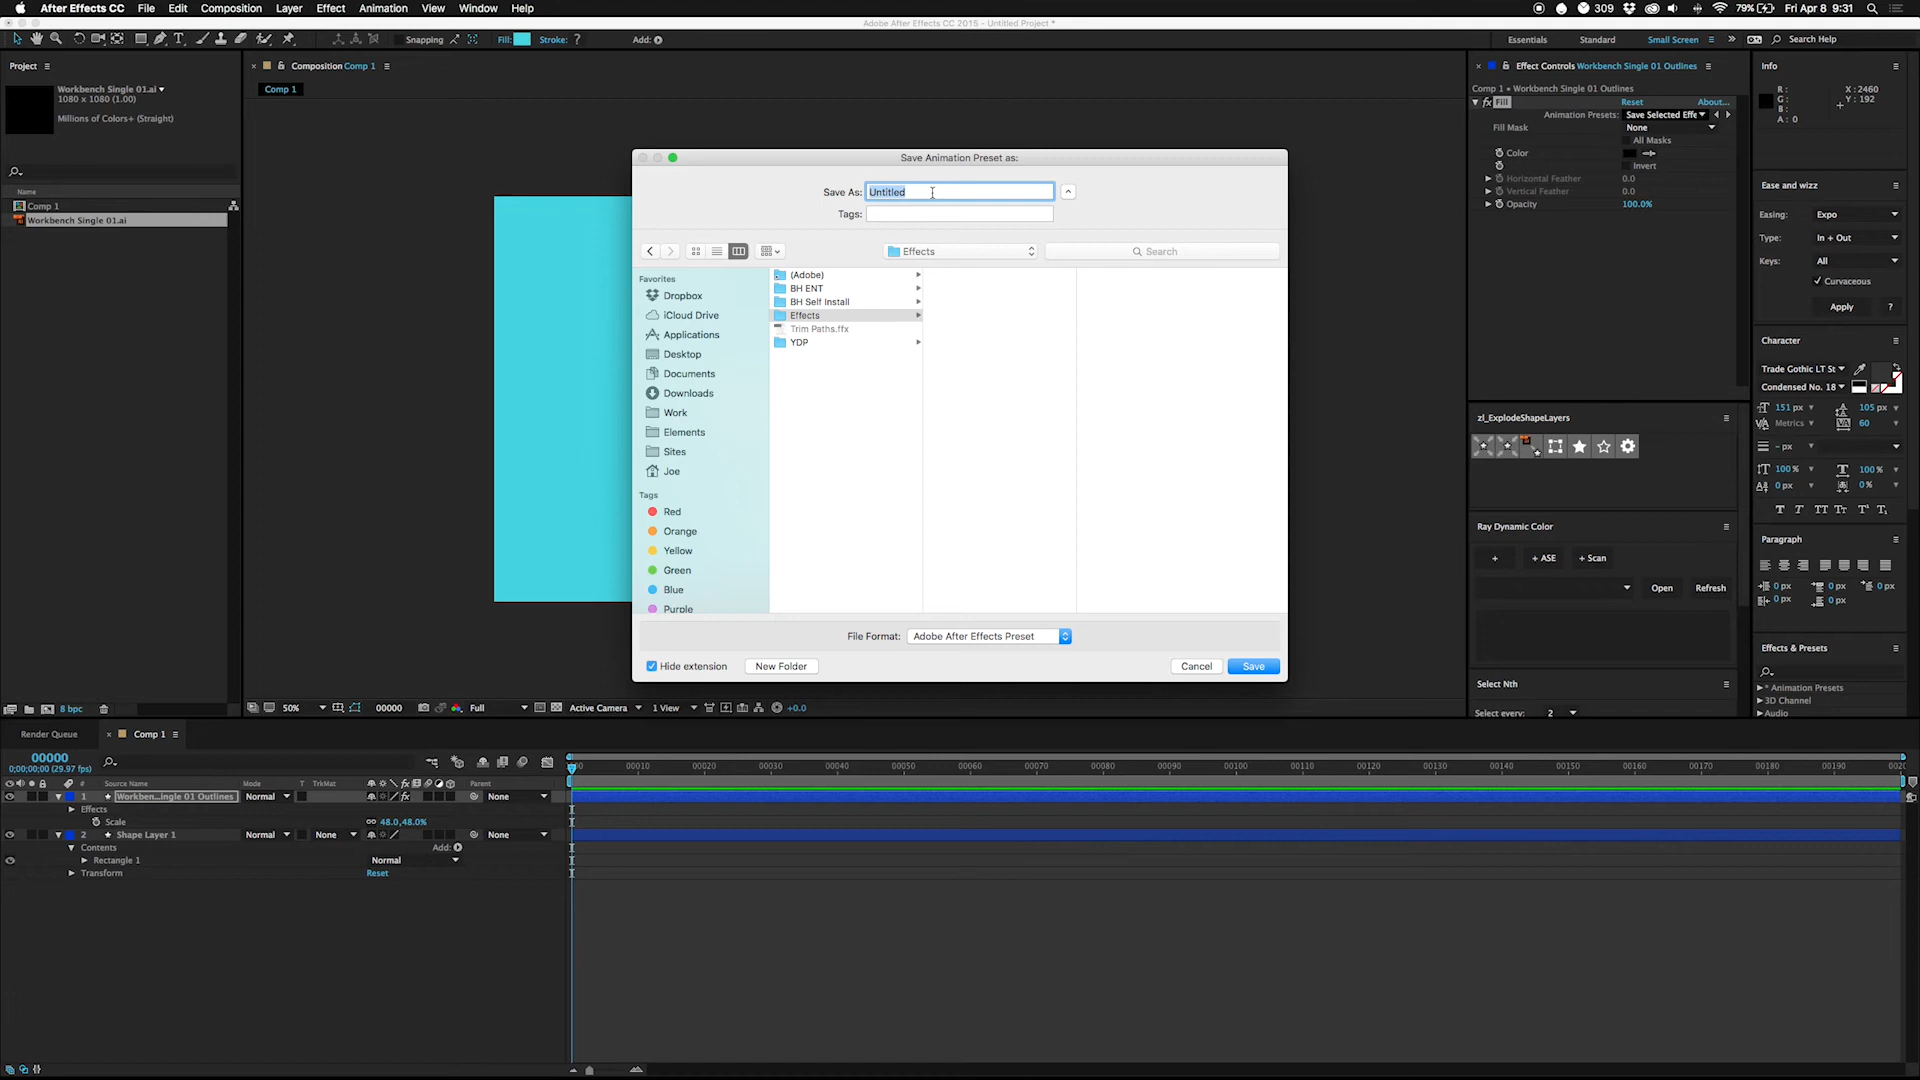 After Effects CC File Edit Composition Layer Effect Animation View Window Help 309 79% Fri Apr 8 9:31
Adobe After Effects CC 2015 - Untitled Project *
Snapping Fill: Stroke: ? Add: Essentials Standard Small Screen Search Help
Project
Workbench Single 01.ai
1080 x 1080 (1.00)
Millions of Colors+ (Straight)
Name
Comp 1
Workbench Single 01.ai
8 bpc
Composition Comp 1
Comp 1
Save Animation Preset as:
Save As: Untitled
Tags:
Effects
Search
Favorites
Dropbox
iCloud Drive
Applications
Desktop
Documents
Downloads
Work
Elements
Sites
Joe
Tags
Red
Orange
Yellow
Green
Blue
Purple
(Adobe)
BH ENT
BH Self Install
Effects
Trim Paths.ffx
YDP
File Format: Adobe After Effects Preset
Hide extension New Folder Cancel Save
50% 00000 Full Active Camera 1 View +0.0
Effect Controls Workbench Single 01 Outlines
Comp 1 • Workbench Single 01 Outlines
fx Fill Reset About...
Animation Presets: Save Selected Effe
Fill Mask None
All Masks
Color
Invert
Horizontal Feather 0.0
Vertical Feather 0.0
Opacity 100.0%
zl_ExplodeShapeLayers
Ray Dynamic Color
+ + ASE + Scan
Open Refresh
Select Nth
Select every: 2
Info
R: X: 2460
G: Y: 192
B:
A: 0
Ease and wizz
Easing: Expo
Type: In + Out
Keys: All
Curvaceous
Apply ?
Character
Trade Gothic LT St
Condensed No. 18
151 px 105 px
Metrics 60
- px
100% 100%
0 px 0%
T T TT Tr T¹ T₁
Paragraph
0 px 0 px 0 px
0 px 0 px
Effects & Presets
* Animation Presets
3D Channel
Audio
Render Queue Comp 1
00000
0;00;00;00 (29.97 fps)
# Source Name Mode T TrkMat Parent
1 Workben...ingle 01 Outlines Normal None
Effects
Scale 48.0,48.0%
2 Shape Layer 1 Normal None None
Contents Add:
Rectangle 1 Normal
Transform Reset
00 00010 00020 00030 00040 00050 00060 00070 00080 00090 00100 00110 00120 00130 00140 00150 00160 00170 00180 00190 0020